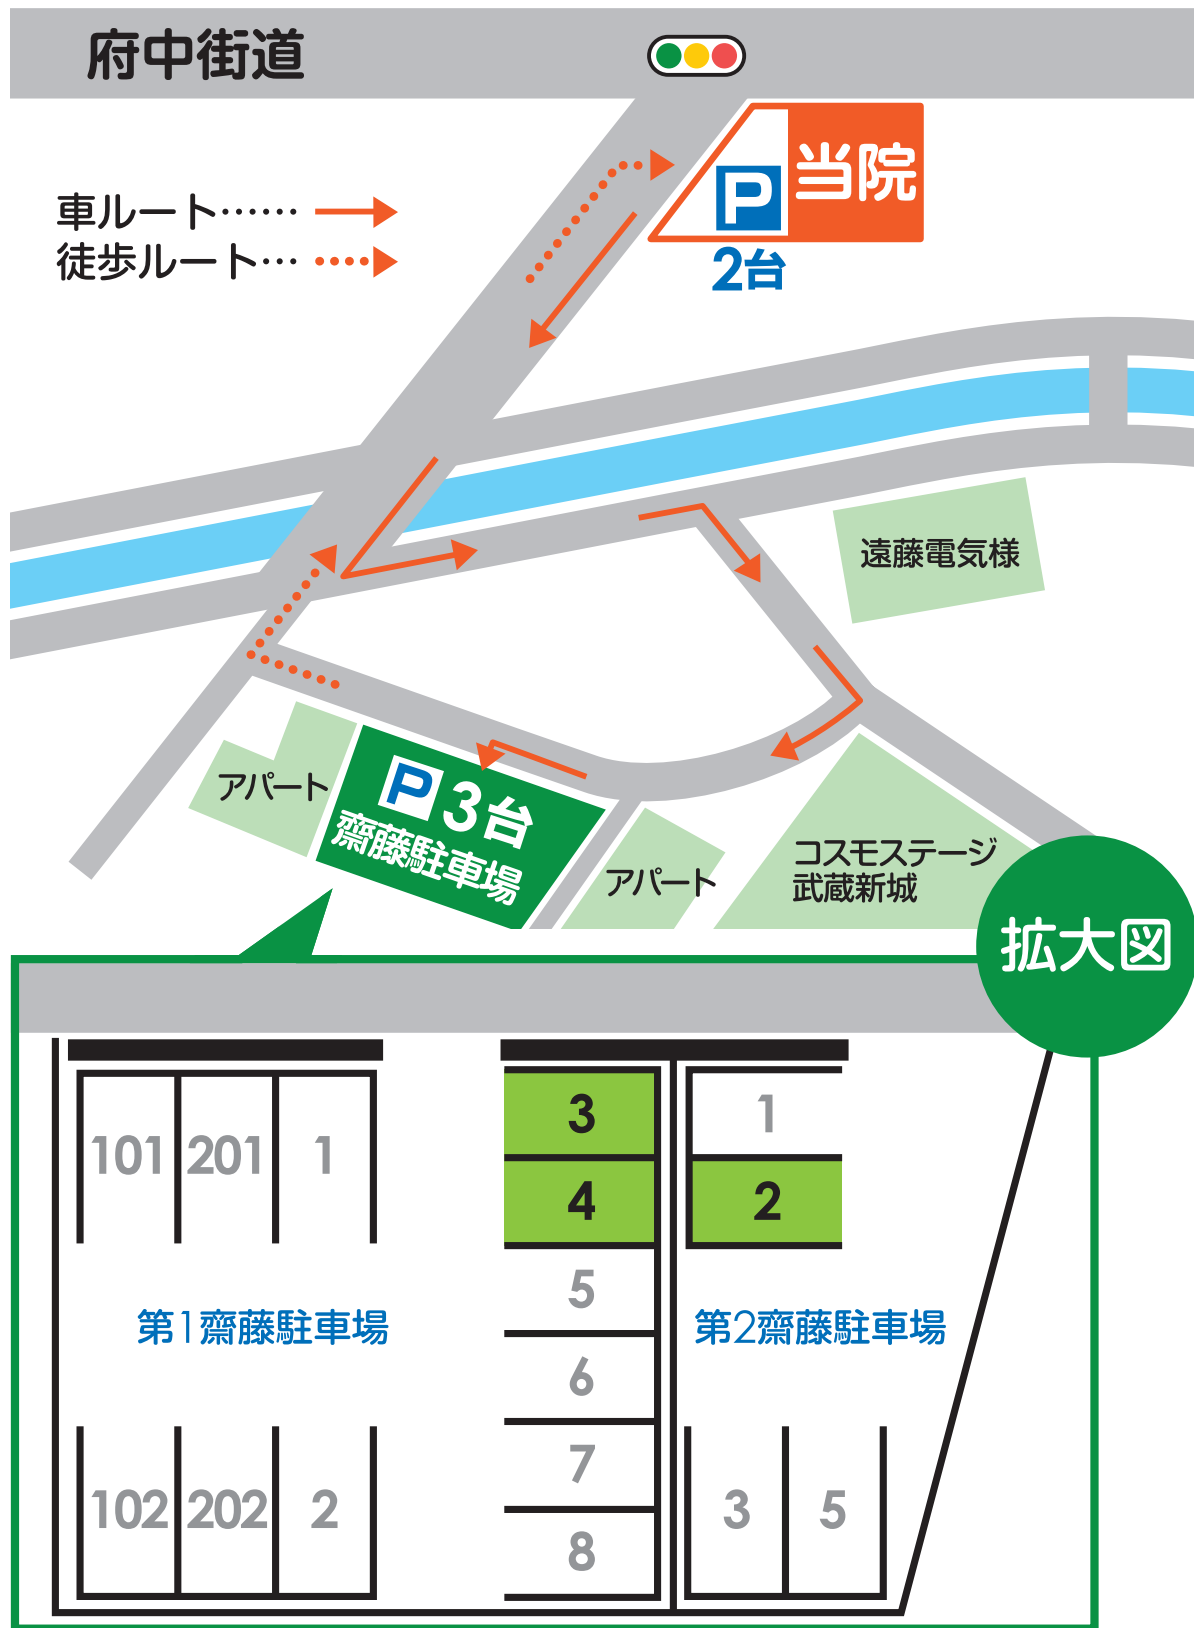 府中街道
当院
P
2台
車ルート……
徒歩ルート…
遠藤電気様
アパート
P 3台
齋藤駐車場
アパート
コスモステージ
武蔵新城
拡大図
101 201 1
3
4
5
6
7
8
1
2
第1齋藤駐車場
第2齋藤駐車場
102 202 2
3 5